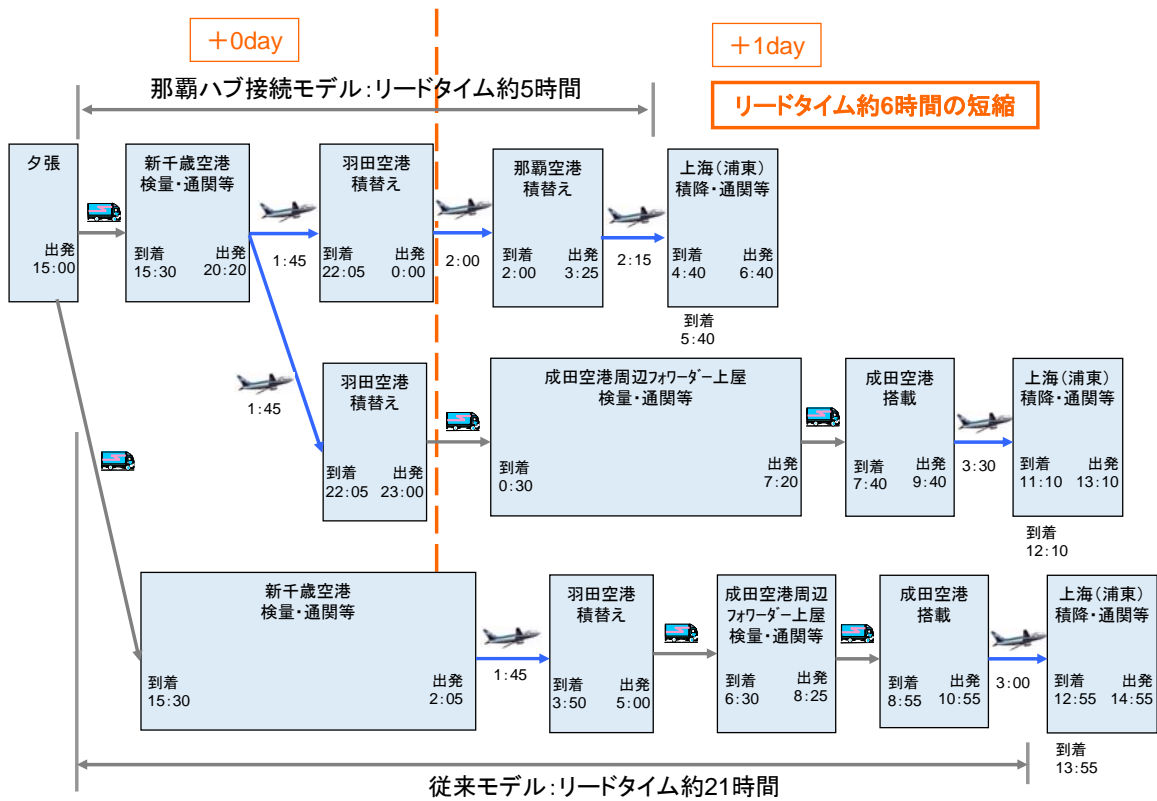 +0day
+1day
那覇ハブ接続モデル：リードタイム約5時間
リードタイム約6時間の短縮
夕張
出発
15:00
新千歳空港
検量・通関等
到着
15:30
出発
20:20
1:45
羽田空港
積替え
到着
22:05
出発
0:00
2:00
那覇空港
積替え
到着
2:00
出発
3:25
2:15
上海(浦東)
積降・通関等
到着
4:40
出発
6:40
到着
5:40
1:45
羽田空港
積替え
到着
22:05
出発
23:00
成田空港周辺ﾌｫﾜｰﾀﾞｰ上屋
検量・通関等
到着
0:30
出発
7:20
成田空港
搭載
到着
7:40
出発
9:40
3:30
上海(浦東)
積降・通関等
到着
11:10
出発
13:10
到着
12:10
新千歳空港
検量・通関等
到着
15:30
出発
2:05
1:45
羽田空港
積替え
到着
3:50
出発
5:00
成田空港周辺
ﾌｫﾜｰﾀﾞｰ上屋
検量・通関等
到着
6:30
出発
8:25
成田空港
搭載
到着
8:55
出発
10:55
3:00
上海(浦東)
積降・通関等
到着
12:55
出発
14:55
到着
13:55
従来モデル：リードタイム約21時間